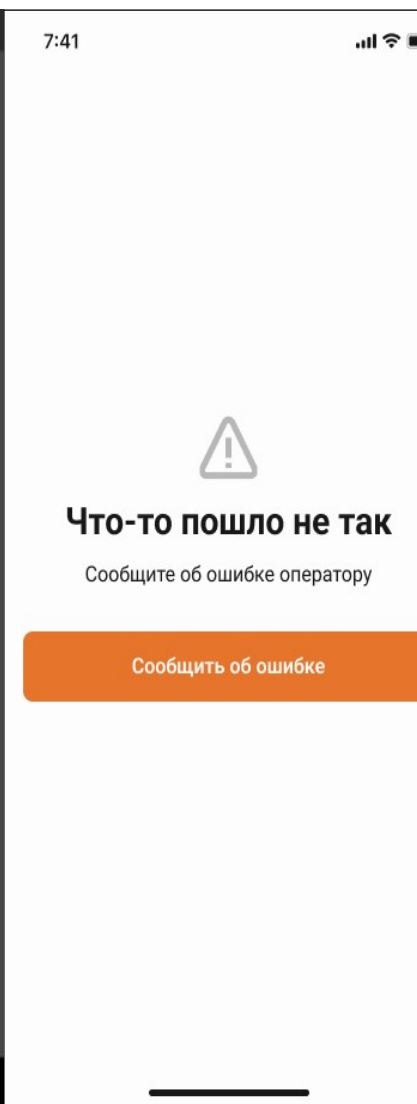 7:41
Что-то пошло не так
Сообщите об ошибке оператору
Сообщить об ошибке